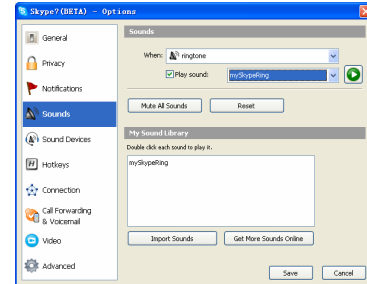 Skype?(BETA) - Options
General
Privacy
Notifications
Sounds
Sound Devices
Hotkeys
Connection
Call Forwarding
& Voicemail
Video
Advanced
Sounds
When: ringtone
Play sound: mySkypeRing
Mute All Sounds Reset
My Sound Library
Double click each sound to play it.
mySkypeRing
Import Sounds Get More Sounds Online
Save Cancel